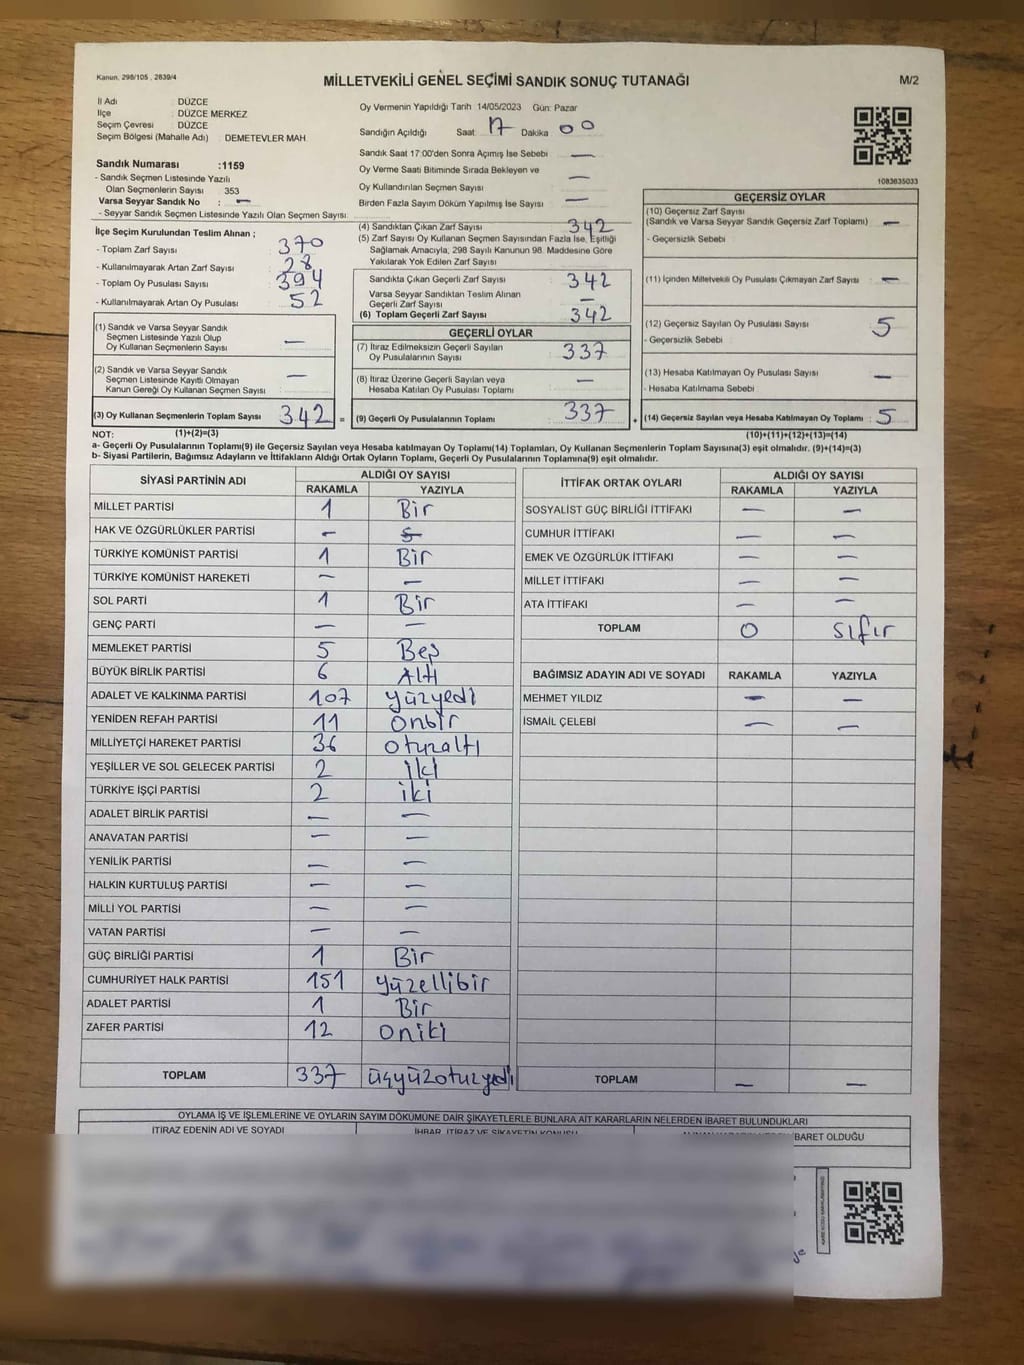 Kanun, 298/105 , 2839/4
MİLLETVEKİLİ GENEL SEÇİMİ SANDIK SONUÇ TUTANAĞI
M/2
İl Adı : DÜZCE
İlçe : DÜZCE MERKEZ
Seçim Çevresi : DÜZCE
Seçim Bölgesi (Mahalle Adı) : DEMETEVLER MAH
Sandık Numarası :1159
- Sandık Seçmen Listesinde Yazılı
Olan Seçmenlerin Sayısı : 353
Varsa Seyyar Sandık No : —
- Seyyar Sandık Seçmen Listesinde Yazılı Olan Seçmen Sayısı:
Oy Vermenin Yapıldığı Tarih : 14/05/2023 Gün: Pazar
Sandığın Açıldığı Saat: 17 Dakika : 00
Sandık Saat 17:00'den Sonra Açımış İse Sebebi : —
Oy Verme Saati Bitiminde Sırada Bekleyen ve
Oy Kullandırılan Seçmen Sayısı : —
Birden Fazla Sayım Döküm Yapılmış İse Sayısı : —
1083835033
İlçe Seçim Kurulundan Teslim Alınan ;
- Toplam Zarf Sayısı : 370
- Kullanılmayarak Artan Zarf Sayısı : 28
- Toplam Oy Pusulası Sayısı : 394
- Kullanılmayarak Artan Oy Pusulası : 52
(1) Sandık ve Varsa Seyyar Sandık
Seçmen Listesinde Yazılı Olup
Oy Kullanan Seçmenlerin Sayısı : —
(2) Sandık ve Varsa Seyyar Sandık
Seçmen Listesinde Kayıtlı Olmayan
Kanun Gereği Oy Kullanan Seçmen Sayısı : —
(3) Oy Kullanan Seçmenlerin Toplam Sayısı : 342 =
(1)+(2)=(3)
(4) Sandıktan Çıkan Zarf Sayısı : 342
(5) Zarf Sayısı Oy Kullanan Seçmen Sayısından Fazla İse, Eşitliği
Sağlamak Amacıyla; 298 Sayılı Kanunun 98. Maddesine Göre
Yakılarak Yok Edilen Zarf Sayısı
Sandıkta Çıkan Geçerli Zarf Sayısı : 342
Varsa Seyyar Sandıktan Teslim Alınan
Geçerli Zarf Sayısı : —
(6) Toplam Geçerli Zarf Sayısı : 342
GEÇERLİ OYLAR
(7) İtiraz Edilmeksizin Geçerli Sayılan
Oy Pusulalarının Sayısı : 337
(8) İtiraz Üzerine Geçerli Sayılan veya
Hesaba Katılan Oy Pusulası Toplamı : —
(9) Geçerli Oy Pusulalarının Toplamı : 337 +
GEÇERSİZ OYLAR
(10) Geçersiz Zarf Sayısı
(Sandık ve Varsa Seyyar Sandık Geçersiz Zarf Toplamı) : —
- Geçersizlik Sebebi :
(11) İçinden Milletvekili Oy Pusulası Çıkmayan Zarf Sayısı : —
(12) Geçersiz Sayılan Oy Pusulası Sayısı : 5
- Geçersizlik Sebebi :
(13) Hesaba Katılmayan Oy Pusulası Sayısı : —
- Hesaba Katılmama Sebebi :
(14) Geçersiz Sayılan veya Hesaba Katılmayan Oy Toplamı : 5
(10)+(11)+(12)+(13)=(14)
NOT:
a- Geçerli Oy Pusulalarının Toplamı(9) ile Geçersiz Sayılan veya Hesaba katılmayan Oy Toplamı(14) Toplamları, Oy Kullanan Seçmenlerin Toplam Sayısına(3) eşit olmalıdır. (9)+(14)=(3)
b- Siyasi Partilerin, Bağımsız Adayların ve İttifakların Aldığı Ortak Oyların Toplamı, Geçerli Oy Pusulalarının Toplamına(9) eşit olmalıdır.
SİYASİ PARTİNİN ADI ALDIĞI OY SAYISI
RAKAMLA YAZIYLA
MİLLET PARTİSİ 1 Bir
HAK VE ÖZGÜRLÜKLER PARTİSİ —
TÜRKİYE KOMÜNİST PARTİSİ 1 Bir
TÜRKİYE KOMÜNİST HAREKETİ — —
SOL PARTİ 1 Bir
GENÇ PARTİ — —
MEMLEKET PARTİSİ 5 Beş
BÜYÜK BİRLİK PARTİSİ 6 Altı
ADALET VE KALKINMA PARTİSİ 107 yüzyedi
YENİDEN REFAH PARTİSİ 11 onbir
MİLLİYETÇİ HAREKET PARTİSİ 36 otuzaltı
YEŞİLLER VE SOL GELECEK PARTİSİ 2 iki
TÜRKİYE İŞÇİ PARTİSİ 2 iki
ADALET BİRLİK PARTİSİ — —
ANAVATAN PARTİSİ — —
YENİLİK PARTİSİ — —
HALKIN KURTULUŞ PARTİSİ — —
MİLLİ YOL PARTİSİ — —
VATAN PARTİSİ — —
GÜÇ BİRLİĞİ PARTİSİ 1 Bir
CUMHURİYET HALK PARTİSİ 151 yüzellibir
ADALET PARTİSİ 1 Bir
ZAFER PARTİSİ 12 oniki
TOPLAM 337 üçyüzotuzyedi
İTTİFAK ORTAK OYLARI ALDIĞI OY SAYISI
RAKAMLA YAZIYLA
SOSYALİST GÜÇ BİRLİĞİ İTTİFAKI — —
CUMHUR İTTİFAKI — —
EMEK VE ÖZGÜRLÜK İTTİFAKI — —
MİLLET İTTİFAKI — —
ATA İTTİFAKI — —
TOPLAM 0 sıfır
BAĞIMSIZ ADAYIN ADI VE SOYADI RAKAMLA YAZIYLA
MEHMET YILDIZ — —
İSMAİL ÇELEBİ — —
TOPLAM — —
OYLAMA İŞ VE İŞLEMLERİNE VE OYLARIN SAYIM DÖKÜMÜNE DAİR ŞİKAYETLERLE BUNLARA AİT KARARLARIN NELERDEN İBARET BULUNDUKLARI
İTİRAZ EDENİN ADI VE SOYADI
İHBAR, İTİRAZ VE ŞİKAYETİN KONUSU
BARET OLDUĞU